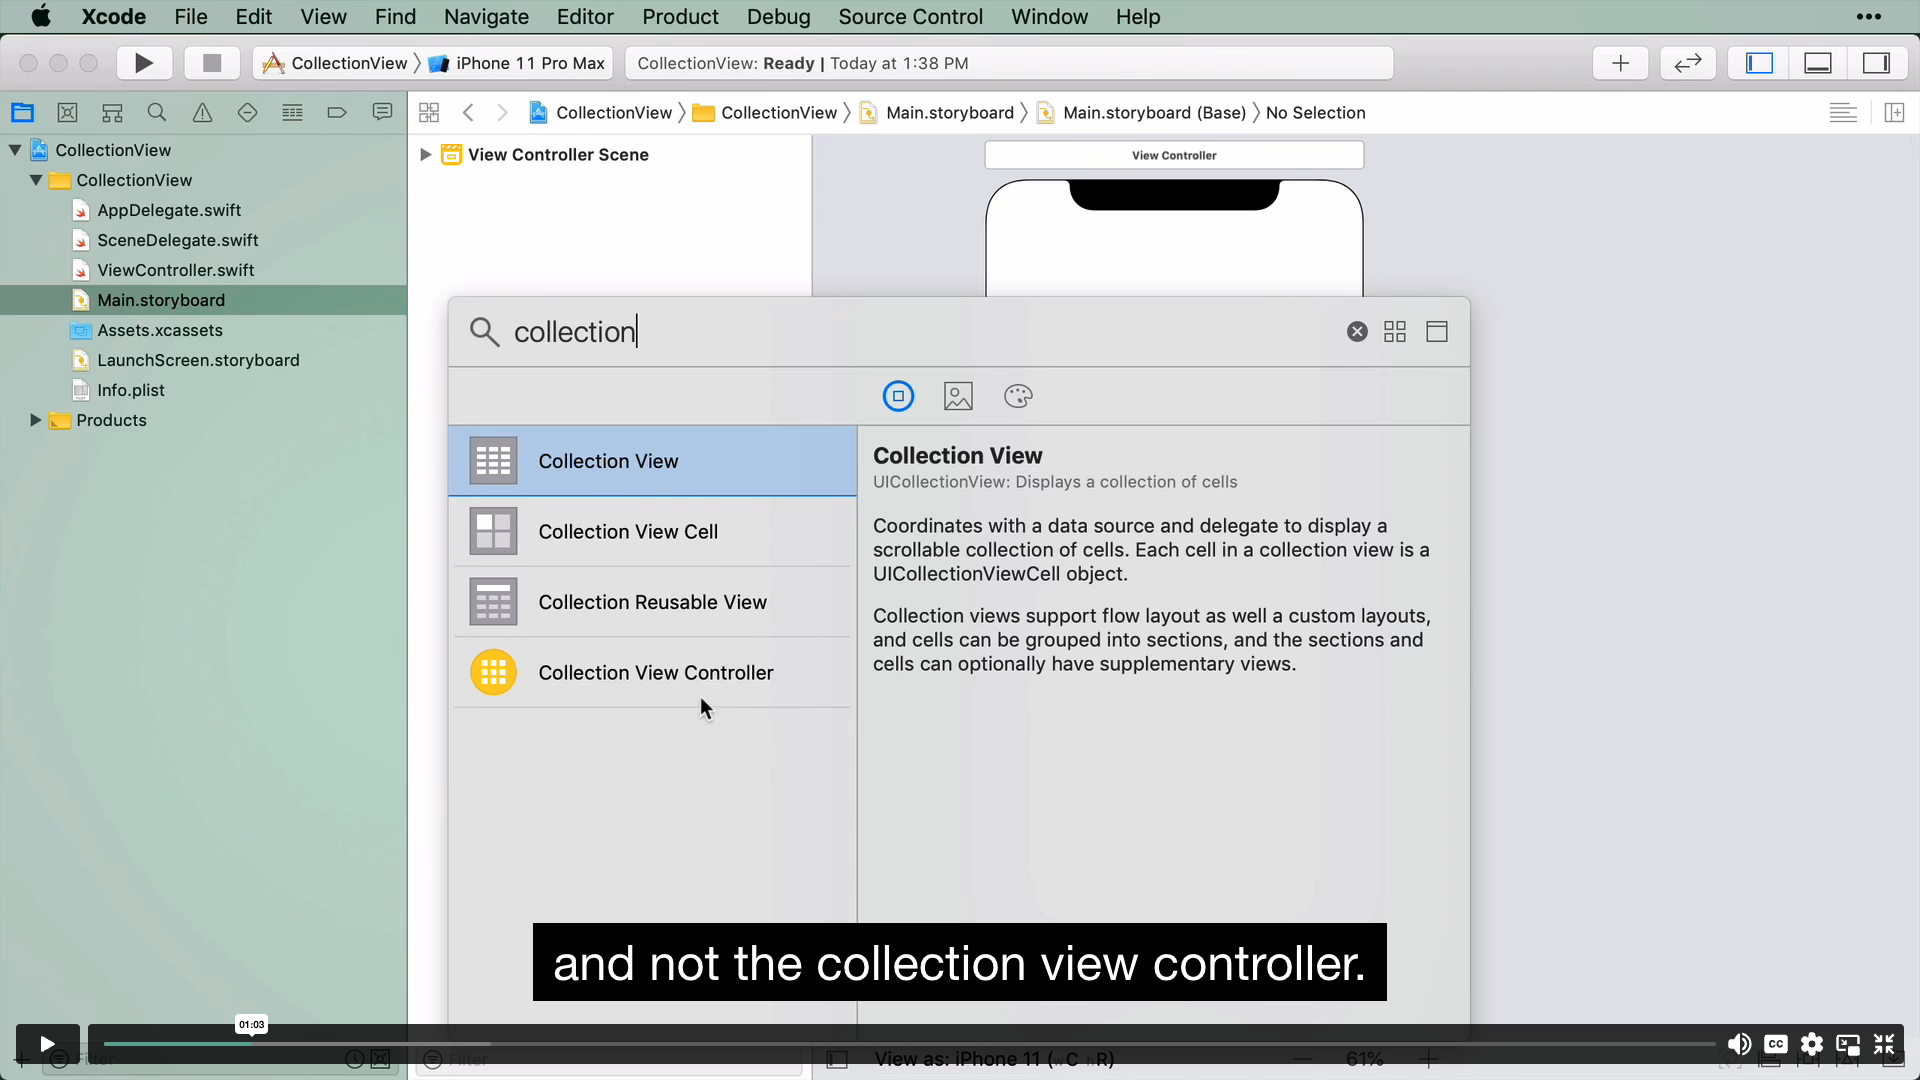 Xcode File Edit View Find Navigate Editor Product Debug Source Control Window Help
CollectionView iPhone 11 Pro Max
CollectionView: Ready | Today at 1:38 PM
CollectionView CollectionView Main.storyboard Main.storyboard (Base) No Selection
CollectionView
CollectionView
AppDelegate.swift
SceneDelegate.swift
ViewController.swift
Main.storyboard
Assets.xcassets
LaunchScreen.storyboard
Info.plist
Products
View Controller Scene
View Controller
collection
Collection View
Collection View Cell
Collection Reusable View
Collection View Controller
Collection View
UICollectionView: Displays a collection of cells
Coordinates with a data source and delegate to display a
scrollable collection of cells. Each cell in a collection view is a
UICollectionViewCell object.
Collection views support flow layout as well a custom layouts,
and cells can be grouped into sections, and the sections and
cells can optionally have supplementary views.
and not the collection view controller.
01:03
CC
Filter
Filter
View as: iPhone 11 (wC hR)
61%